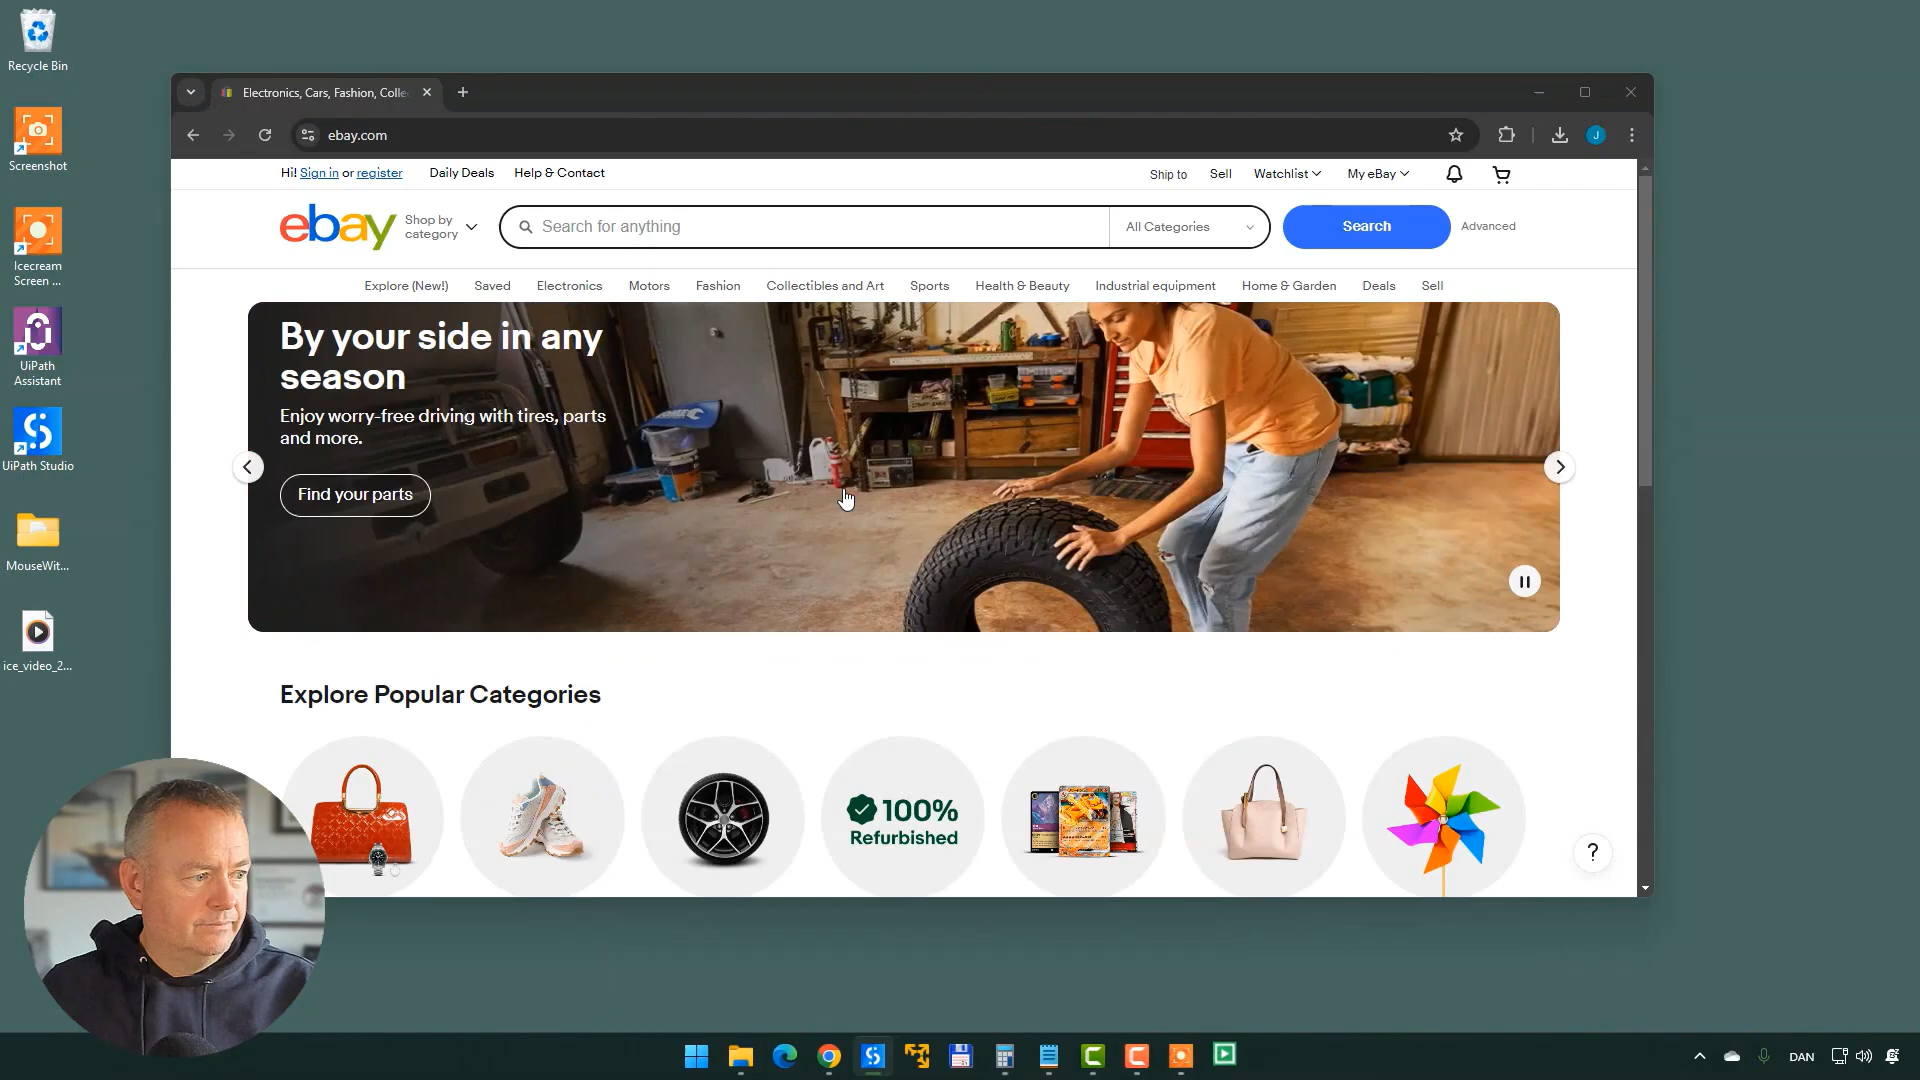 Recycle Bin
Screenshot
Icecream
Screen ...
UiPath
Assistant
UiPath Studio
MouseWit...
ice_video_2...
Electronics, Cars, Fashion, Colle
ebay.com
Hi! Sign in or register
Daily Deals
Help & Contact
Ship to
Sell
Watchlist
My eBay
ebay
Shop by
category
Search for anything
All Categories
Search
Advanced
Explore (New!)
Saved
Electronics
Motors
Fashion
Collectibles and Art
Sports
Health & Beauty
Industrial equipment
Home & Garden
Deals
Sell
By your side in any
season
Enjoy worry-free driving with tires, parts
and more.
Find your parts
Explore Popular Categories
100%
Refurbished
?
J
DAN